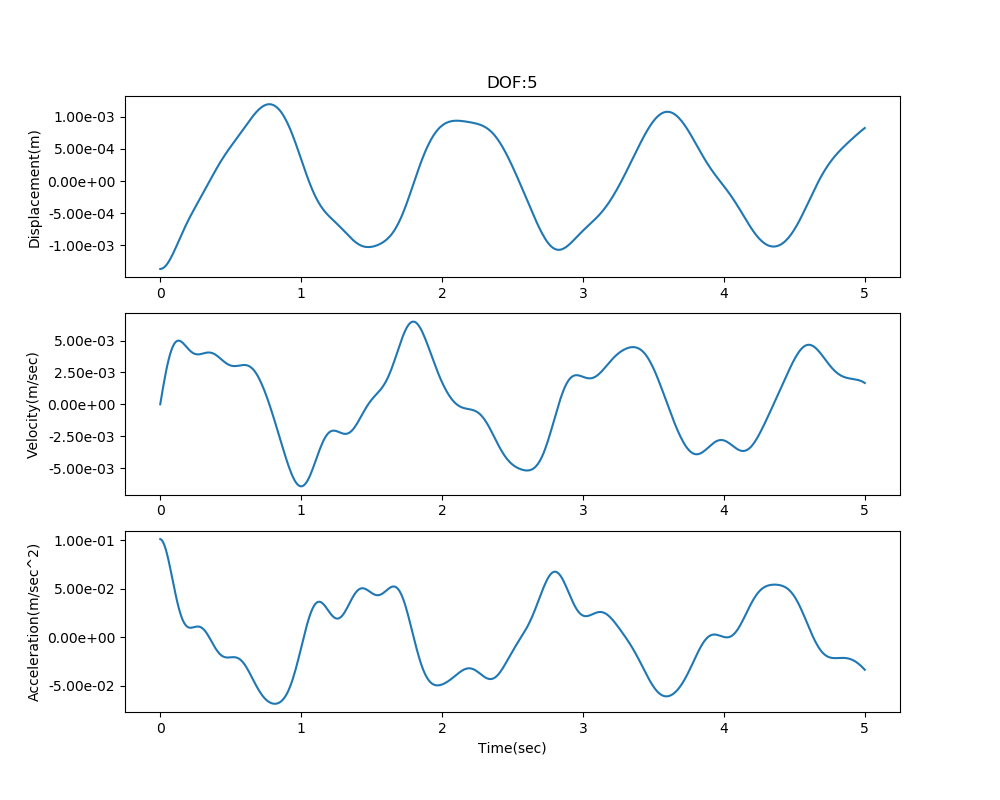 DOF:5
Displacement(m)
1.00e-03
5.00e-04
0.00e+00
-5.00e-04
-1.00e-03
0 1 2 3 4 5
Velocity(m/sec)
5.00e-03
2.50e-03
0.00e+00
-2.50e-03
-5.00e-03
0 1 2 3 4 5
Acceleration(m/sec^2)
1.00e-01
5.00e-02
0.00e+00
-5.00e-02
0 1 2 3 4 5
Time(sec)